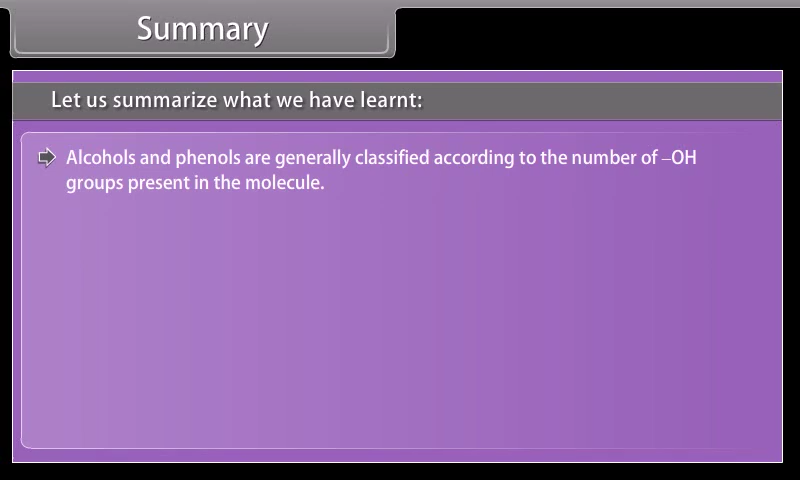 Summary
Let us summarize what we have learnt:
Alcohols and phenols are generally classified according to the number of –OH
groups present in the molecule.